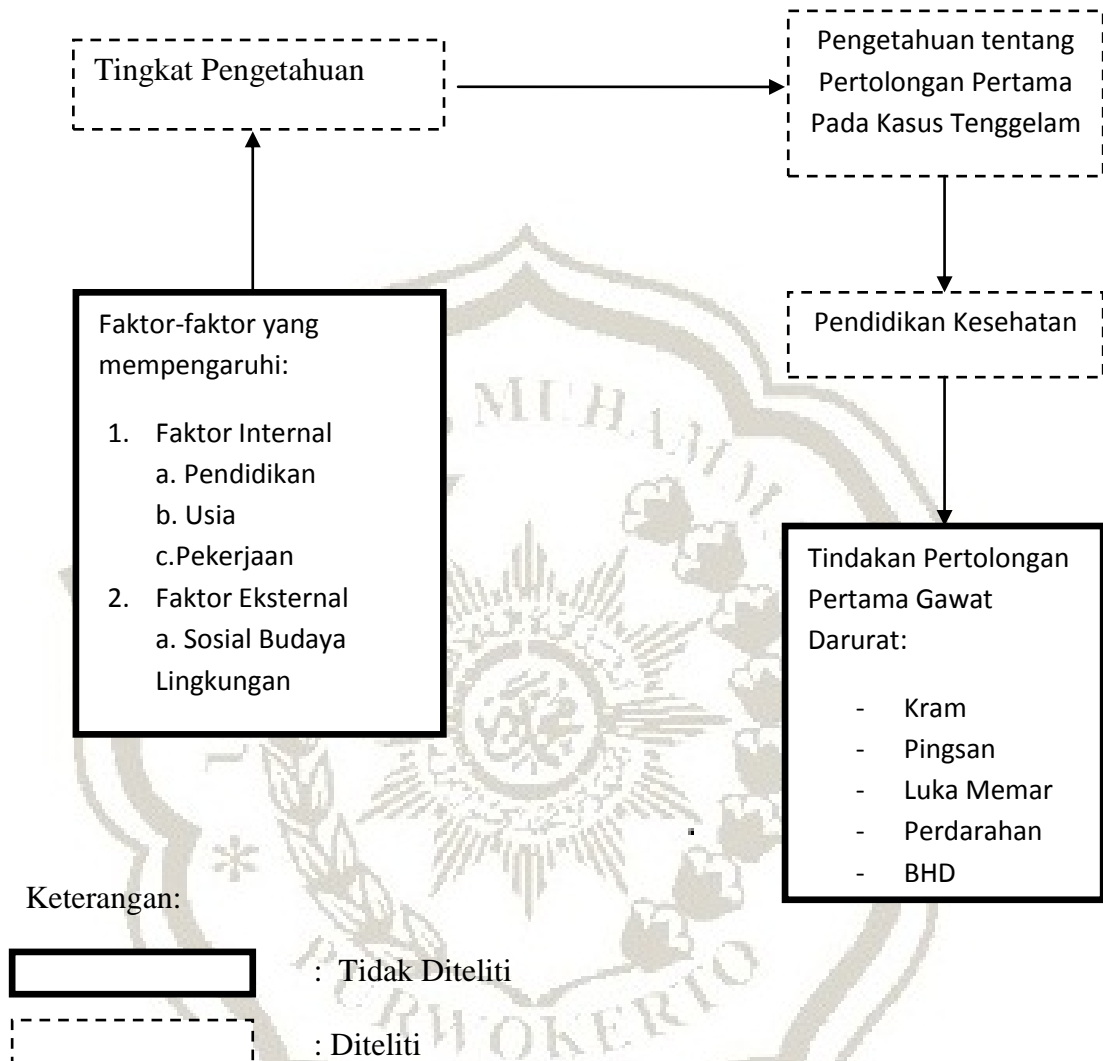 Tingkat Pengetahuan
Pengetahuan tentang
Pertolongan Pertama
Pada Kasus Tenggelam
Faktor-faktor yang
mempengaruhi:
1. Faktor Internal
a. Pendidikan
b. Usia
c.Pekerjaan
2. Faktor Eksternal
a. Sosial Budaya
Lingkungan
Pendidikan Kesehatan
Tindakan Pertolongan
Pertama Gawat
Darurat:
- Kram
- Pingsan
- Luka Memar
- Perdarahan
- BHD
Keterangan:
: Tidak Diteliti
: Diteliti
PURWOKERTO